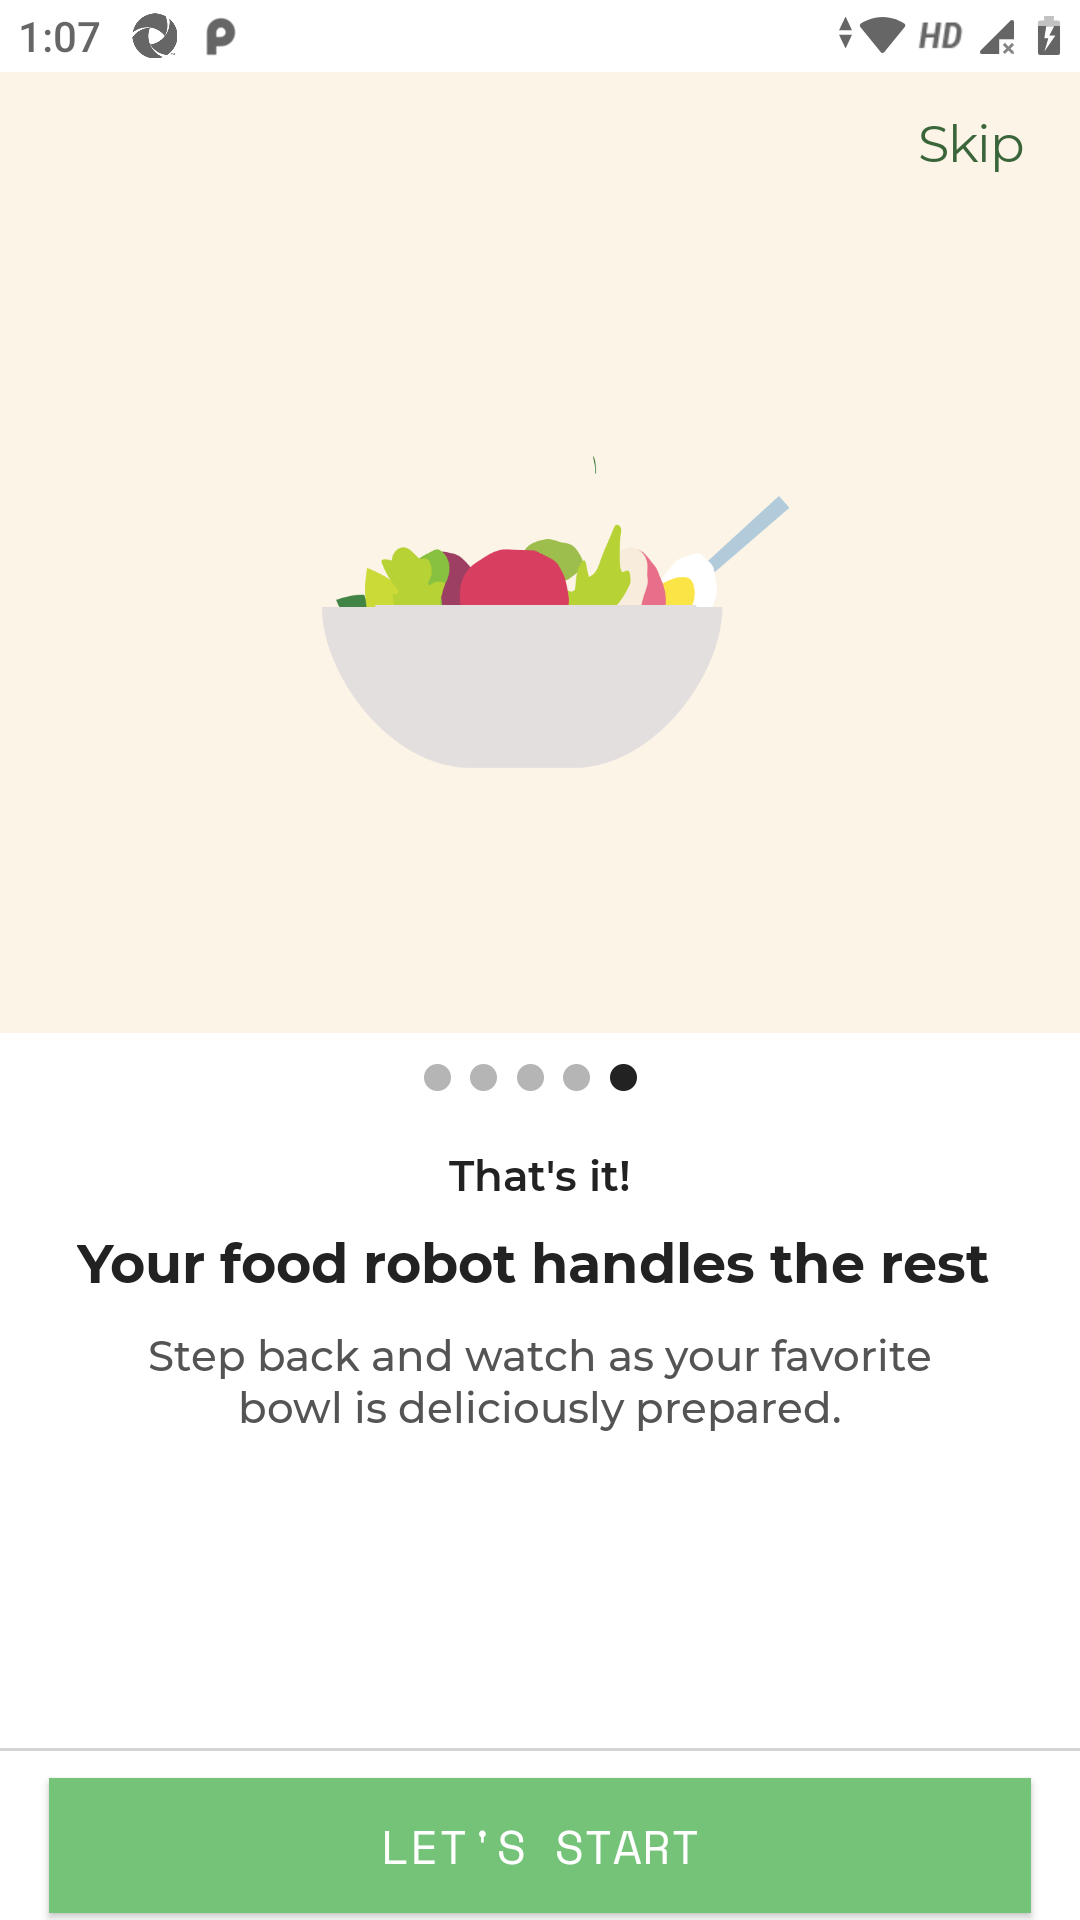 1:07
HD
Skip
That's it!
Your food robot handles the rest
Step back and watch as your favorite
bowl is deliciously prepared.
LET'S START